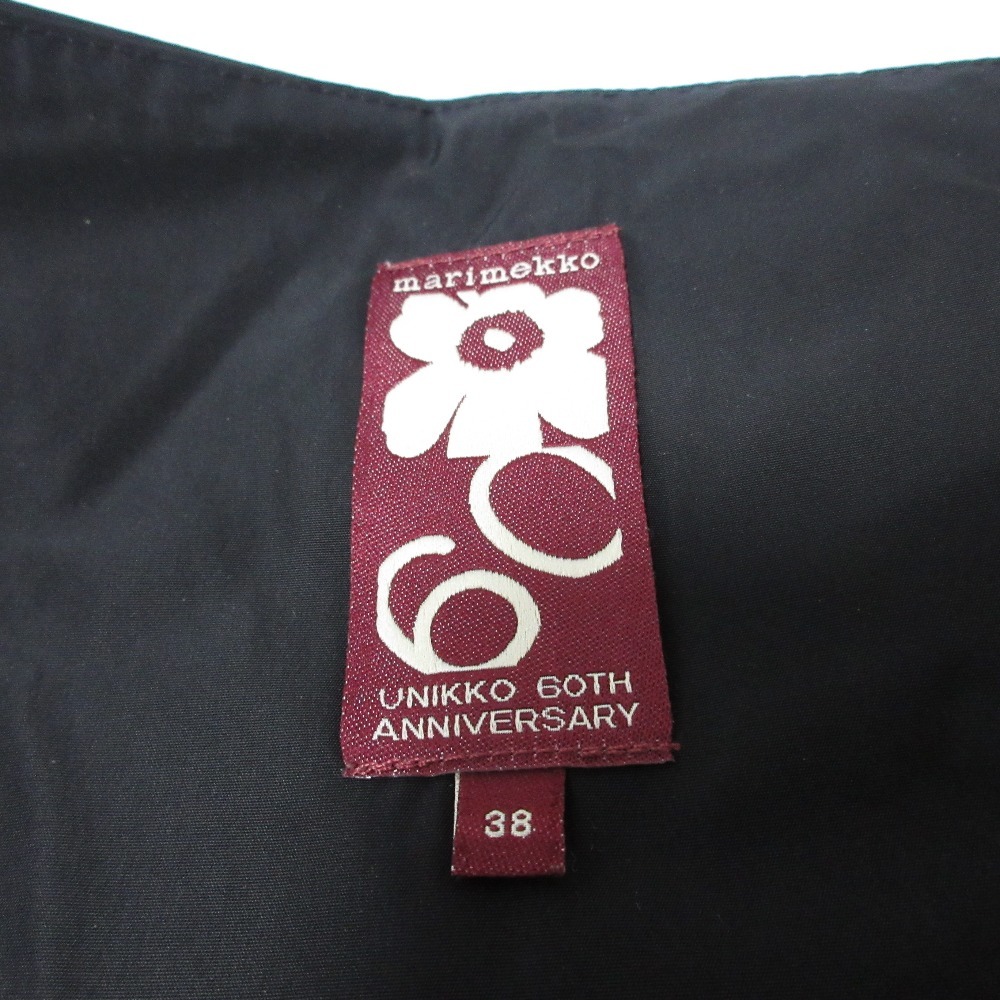 marimekko
60
UNIKKO 60TH
ANNIVERSARY
38